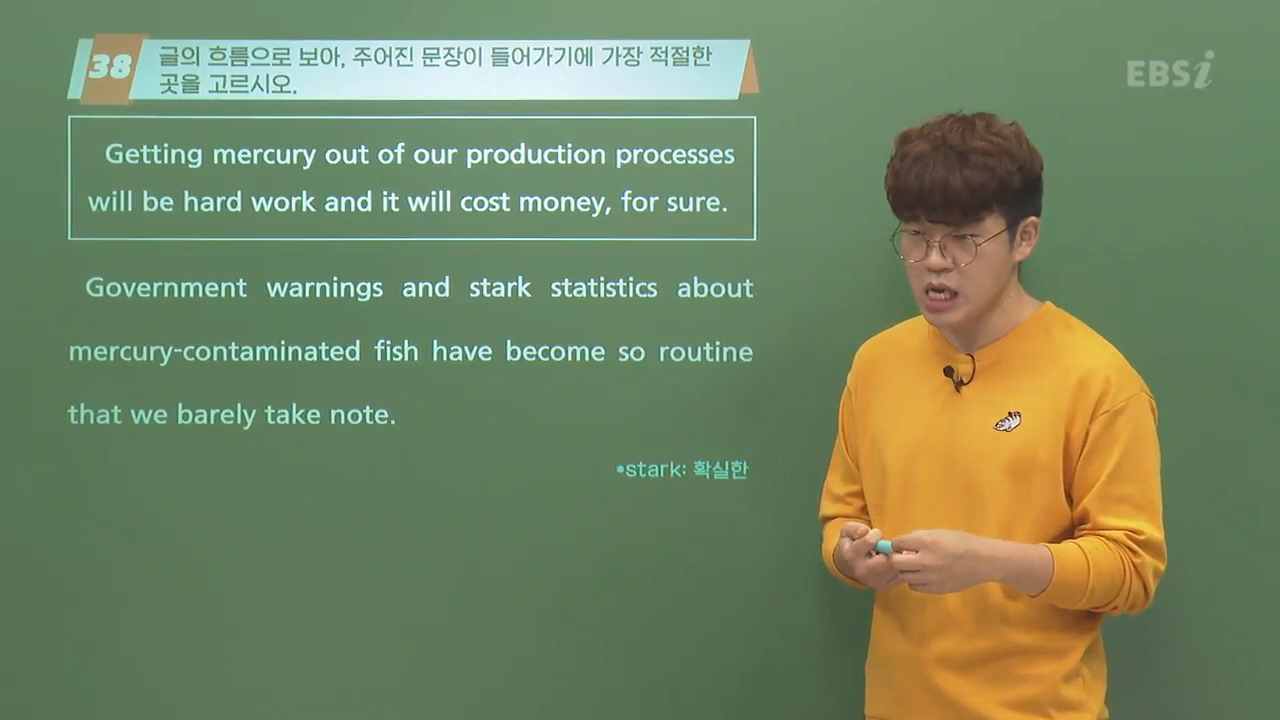 38
글의 흐름으로 보아, 주어진 문장이 들어가기에 가장 적절한
곳을 고르시오.
EBSi
Getting mercury out of our production processes
will be hard work and it will cost money, for sure.
Government warnings and stark statistics about
mercury-contaminated fish have become so routine
that we barely take note.
*stark: 확실한